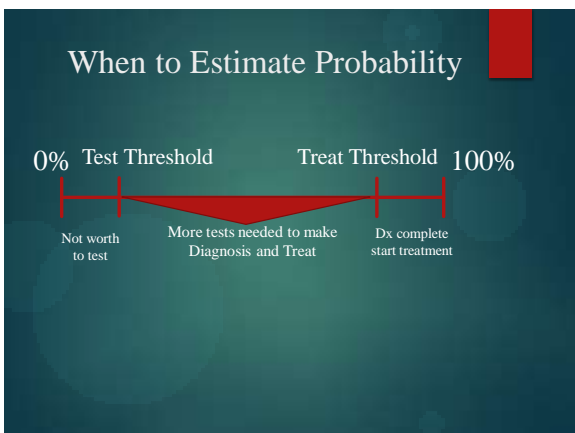 When to Estimate Probability
0% Test Threshold Treat Threshold 100%
Not worth
to test
More tests needed to make
Diagnosis and Treat
Dx complete
start treatment